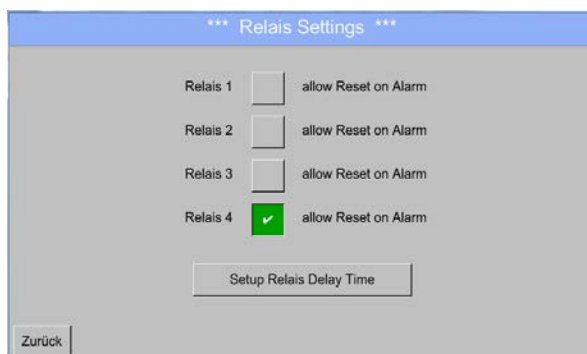 *** Relais Settings ***
Relais 1 allow Reset on Alarm
Relais 2 allow Reset on Alarm
Relais 3 allow Reset on Alarm
Relais 4 ✔ allow Reset on Alarm
Setup Relais Delay Time
Zurück